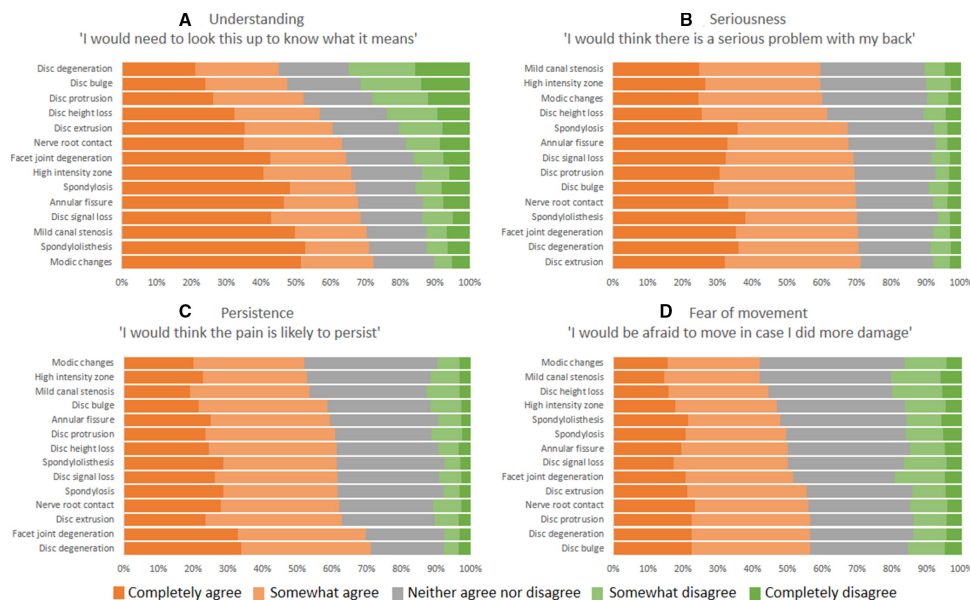 A Understanding
'I would need to look this up to know what it means'
Disc degeneration
Disc bulge
Disc protrusion
Disc height loss
Disc extrusion
Nerve root contact
Facet joint degeneration
High intensity zone
Spondylosis
Annular fissure
Disc signal loss
Mild canal stenosis
Spondylolisthesis
Modic changes
0% 10% 20% 30% 40% 50% 60% 70% 80% 90% 100%
B Seriousness
'I would think there is a serious problem with my back'
Mild canal stenosis
High intensity zone
Modic changes
Disc height loss
Spondylosis
Annular fissure
Disc signal loss
Disc protrusion
Disc bulge
Nerve root contact
Spondylolisthesis
Facet joint degeneration
Disc degeneration
Disc extrusion
0% 10% 20% 30% 40% 50% 60% 70% 80% 90% 100%
C Persistence
'I would think the pain is likely to persist'
Modic changes
High intensity zone
Mild canal stenosis
Disc bulge
Annular fissure
Disc protrusion
Disc height loss
Spondylolisthesis
Disc signal loss
Spondylosis
Nerve root contact
Disc extrusion
Facet joint degeneration
Disc degeneration
0% 10% 20% 30% 40% 50% 60% 70% 80% 90% 100%
D Fear of movement
'I would be afraid to move in case I did more damage'
Modic changes
Mild canal stenosis
Disc height loss
High intensity zone
Spondylolisthesis
Spondylosis
Annular fissure
Disc signal loss
Facet joint degeneration
Disc extrusion
Nerve root contact
Disc protrusion
Disc degeneration
Disc bulge
0% 10% 20% 30% 40% 50% 60% 70% 80% 90% 100%
Completely agree Somewhat agree Neither agree nor disagree Somewhat disagree Completely disagree